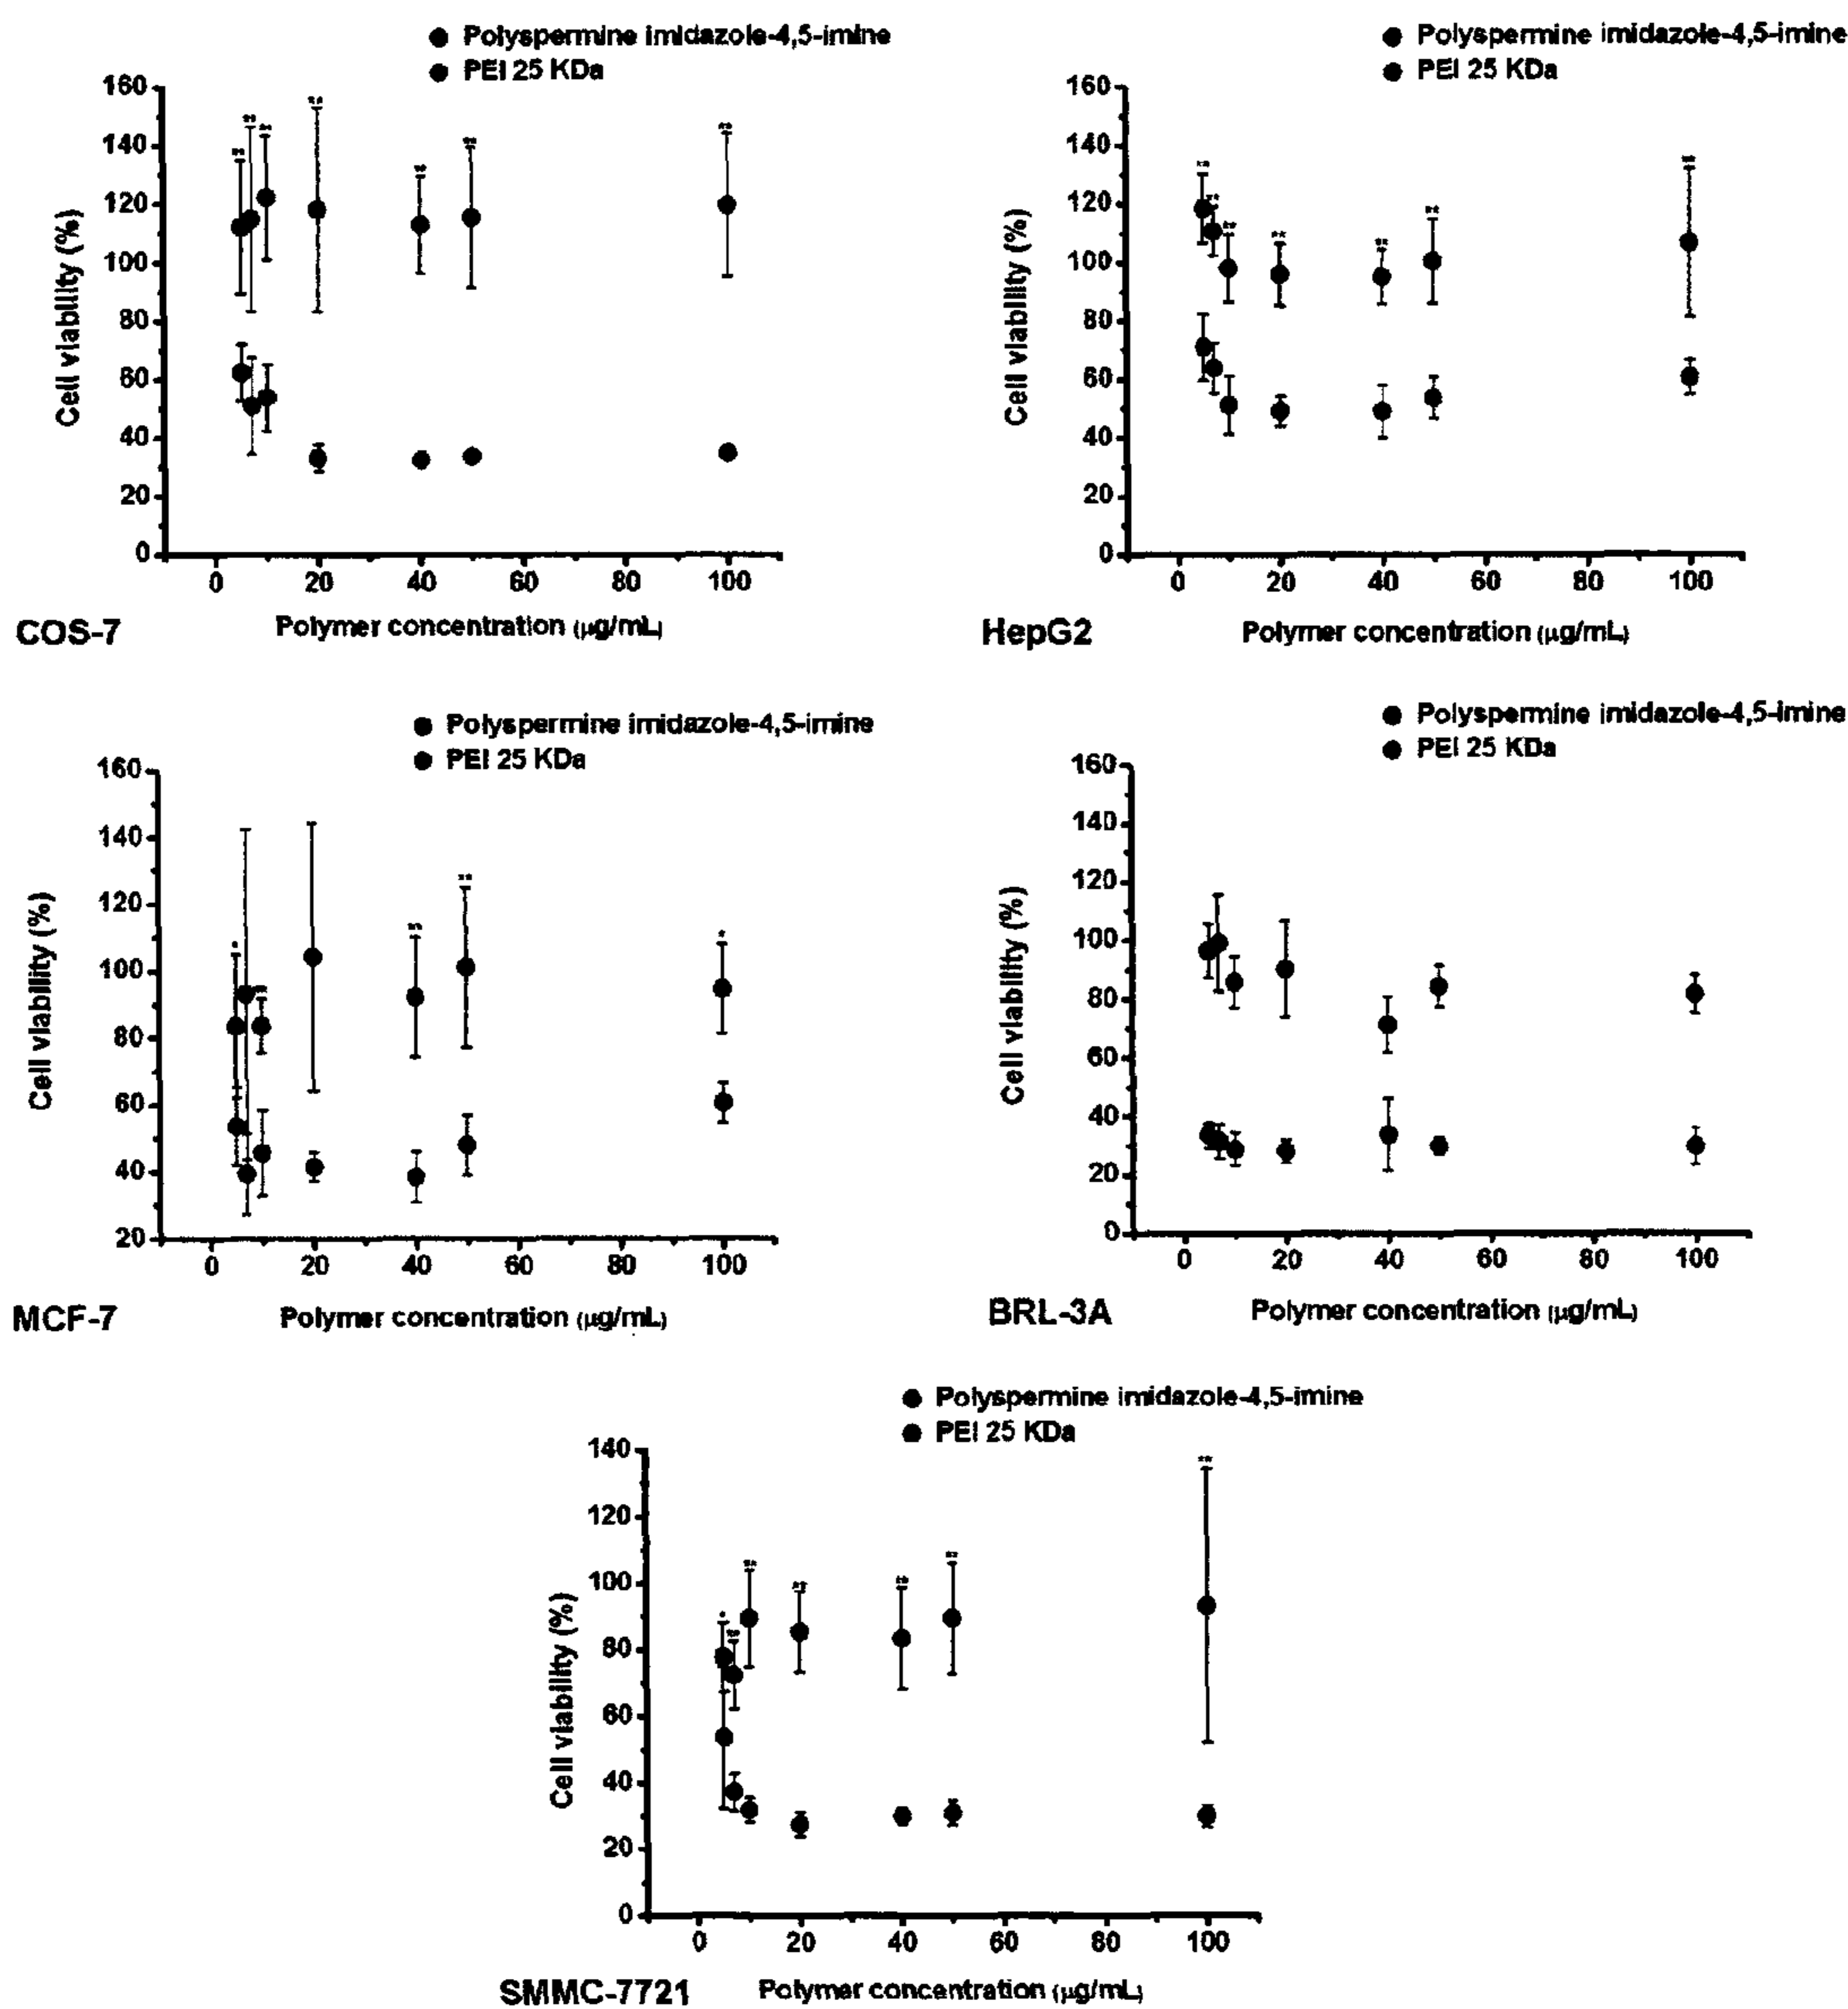 Polyspermine imidazole-4,5-imine
PEI 25 KDa
160
140
120
100
80
60
40
20
0
Cell viability (%)
0 20 40 60 80 100
COS-7
Polymer concentration (μg/mL)
Polyspermine imidazole-4,5-imine
PEI 25 KDa
160
140
120
100
80
60
40
20
0
Cell viability (%)
0 20 40 60 80 100
HepG2
Polymer concentration (μg/mL)
Polyspermine imidazole-4,5-imine
PEI 25 KDa
160
140
120
100
80
60
40
20
Cell viability (%)
0 20 40 60 80 100
MCF-7
Polymer concentration (μg/mL)
Polyspermine imidazole-4,5-imine
PEI 25 KDa
160
140
120
100
80
60
40
20
0
Cell viability (%)
0 20 40 60 80 100
BRL-3A
Polymer concentration (μg/mL)
Polyspermine imidazole-4,5-imine
PEI 25 KDa
140
120
100
80
60
40
20
0
Cell viability (%)
0 20 40 60 80 100
SMMC-7721
Polymer concentration (μg/mL)